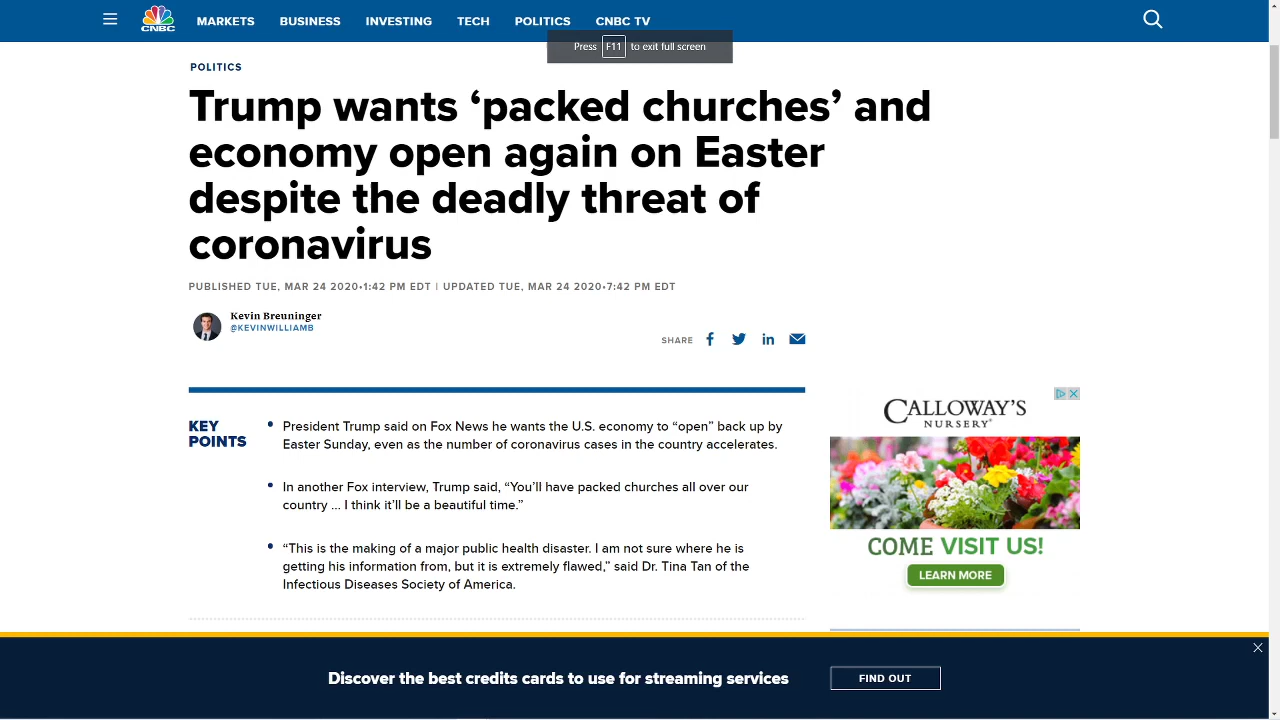 CNBC
MARKETS BUSINESS INVESTING TECH POLITICS CNBC TV
Press F11 to exit full screen
POLITICS
Trump wants ‘packed churches’ and
economy open again on Easter
despite the deadly threat of
coronavirus
PUBLISHED TUE, MAR 24 2020•1:42 PM EDT | UPDATED TUE, MAR 24 2020•7:42 PM EDT
Kevin Breuninger
@KEVINWILLIAMB
SHARE
KEY
POINTS
President Trump said on Fox News he wants the U.S. economy to “open” back up by
Easter Sunday, even as the number of coronavirus cases in the country accelerates.
In another Fox interview, Trump said, “You’ll have packed churches all over our
country ... I think it’ll be a beautiful time.”
“This is the making of a major public health disaster. I am not sure where he is
getting his information from, but it is extremely flawed,” said Dr. Tina Tan of the
Infectious Diseases Society of America.
CALLOWAY'S
NURSERY®
COME VISIT US!
LEARN MORE
Discover the best credits cards to use for streaming services
FIND OUT